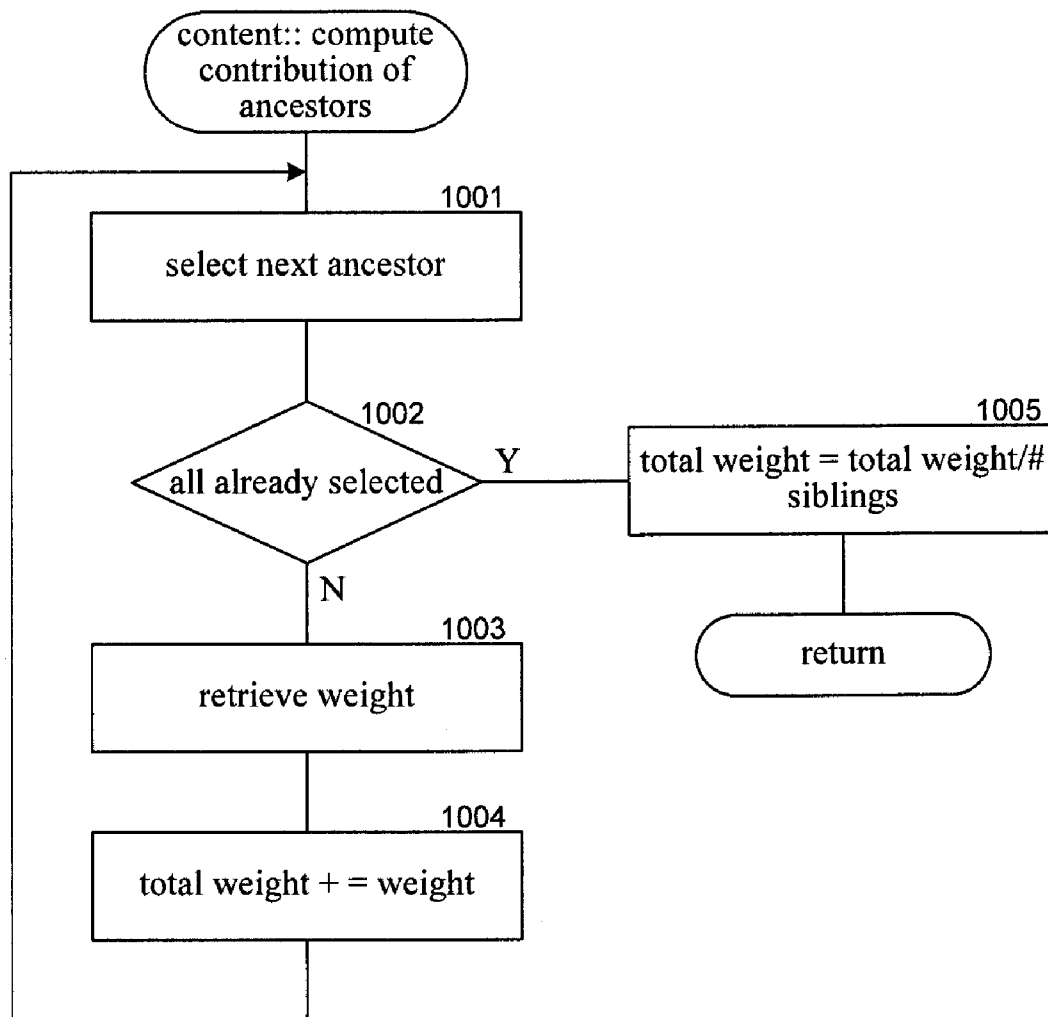 content:: compute
contribution of
ancestors
1001
select next ancestor
1002
all already selected
Y
N
1005
total weight = total weight/#
siblings
return
1003
retrieve weight
1004
total weight + = weight